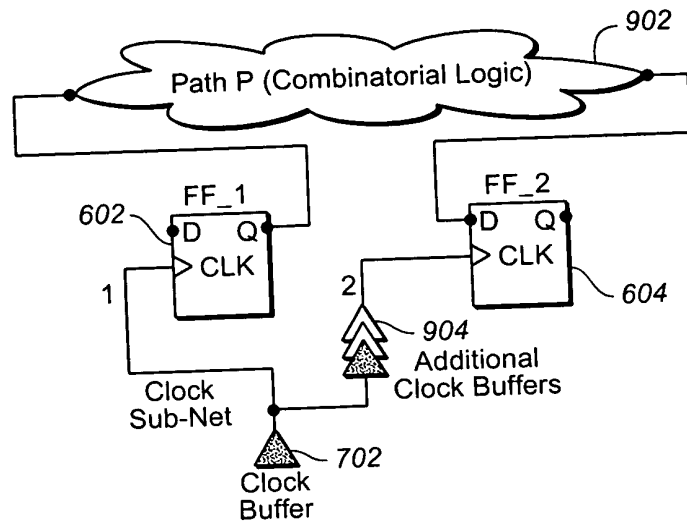 902
Path P (Combinatorial Logic)
FF_1
602
D Q
CLK
1
FF_2
D Q
CLK
604
2
904
Additional
Clock Buffers
Clock
Sub-Net
702
Clock
Buffer